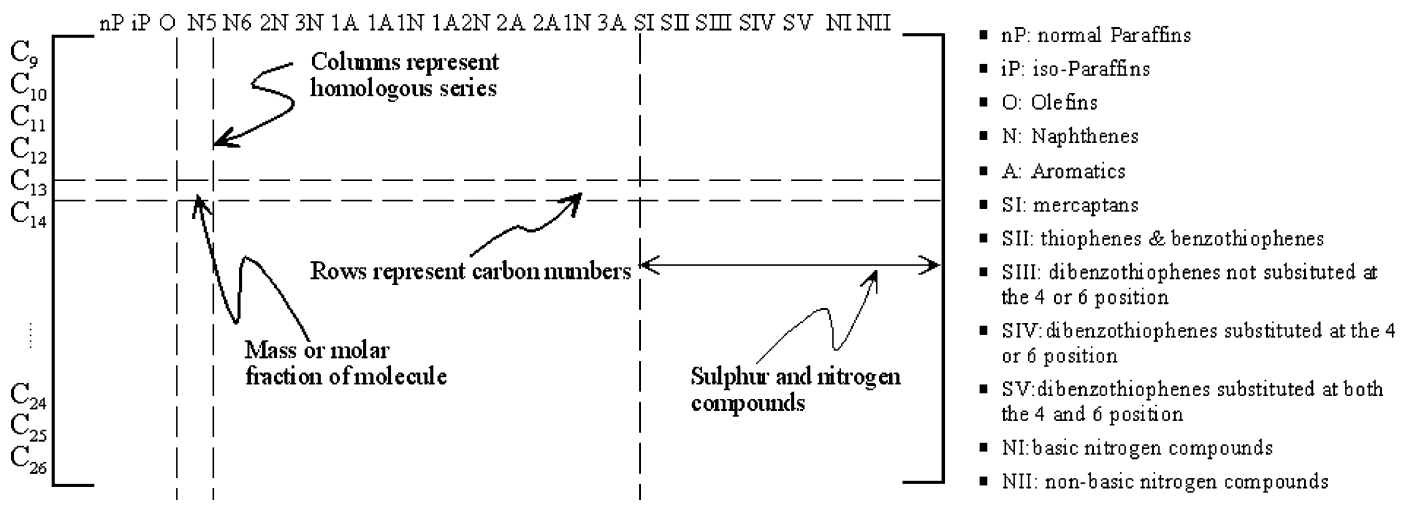 nP iP O N5 N6 2N 3N 1A 1A1N 1A2N 2A 2A1N 3A SI SII SIII SIV SV NI NII
C9
C10
C11
C12
C13
C14
.....
C24
C25
C26
Columns represent
homologous series
Rows represent carbon numbers
Mass or molar
fraction of molecule
Sulphur and nitrogen
compounds
▪ nP: normal Paraffins
▪ iP: iso-Paraffins
▪ O: Olefins
▪ N: Naphthenes
▪ A: Aromatics
▪ SI: mercaptans
▪ SII: thiophenes & benzothiophenes
▪ SIII: dibenzothiophenes not subsituted at
the 4 or 6 position
▪ SIV: dibenzothiophenes substituted at the 4
or 6 position
▪ SV:dibenzothiophenes substituted at both
the 4 and 6 position
▪ NI:basic nitrogen compounds
▪ NII: non-basic nitrogen compounds